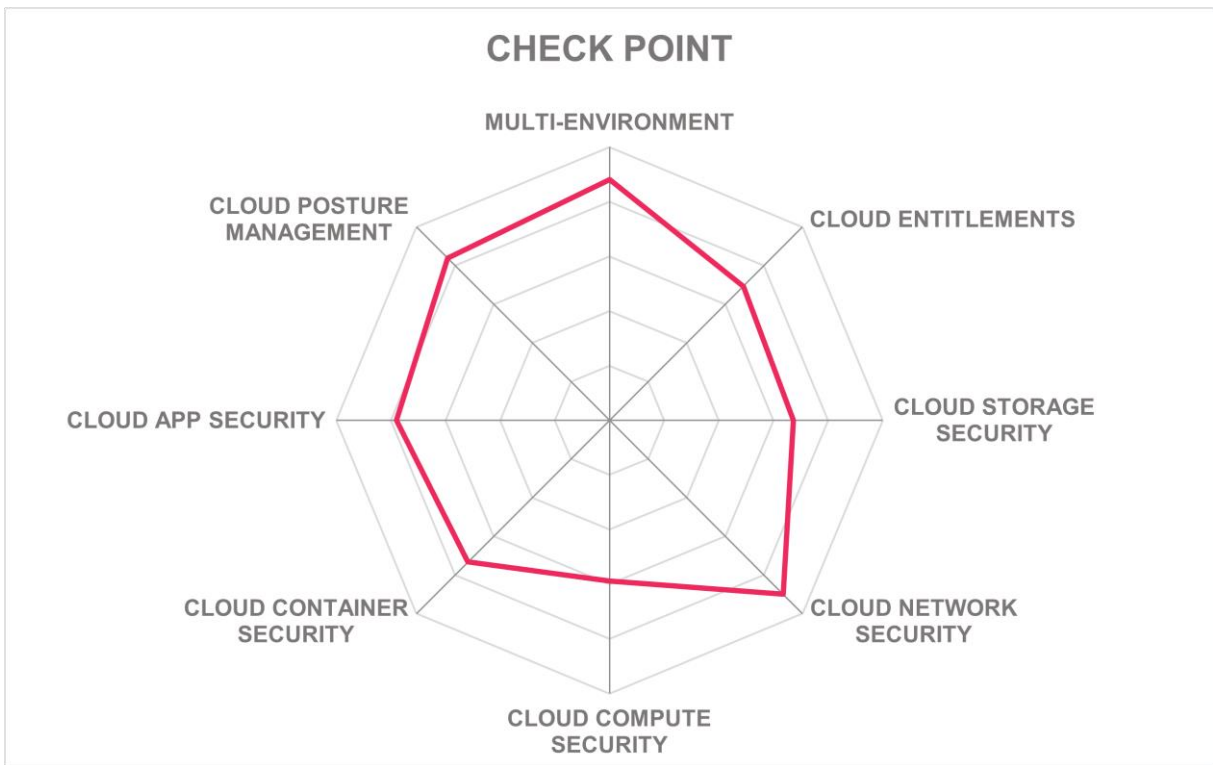 CHECK POINT
MULTI-ENVIRONMENT
CLOUD POSTURE
MANAGEMENT
CLOUD ENTITLEMENTS
CLOUD APP SECURITY
CLOUD STORAGE
SECURITY
CLOUD CONTAINER
SECURITY
CLOUD NETWORK
SECURITY
CLOUD COMPUTE
SECURITY